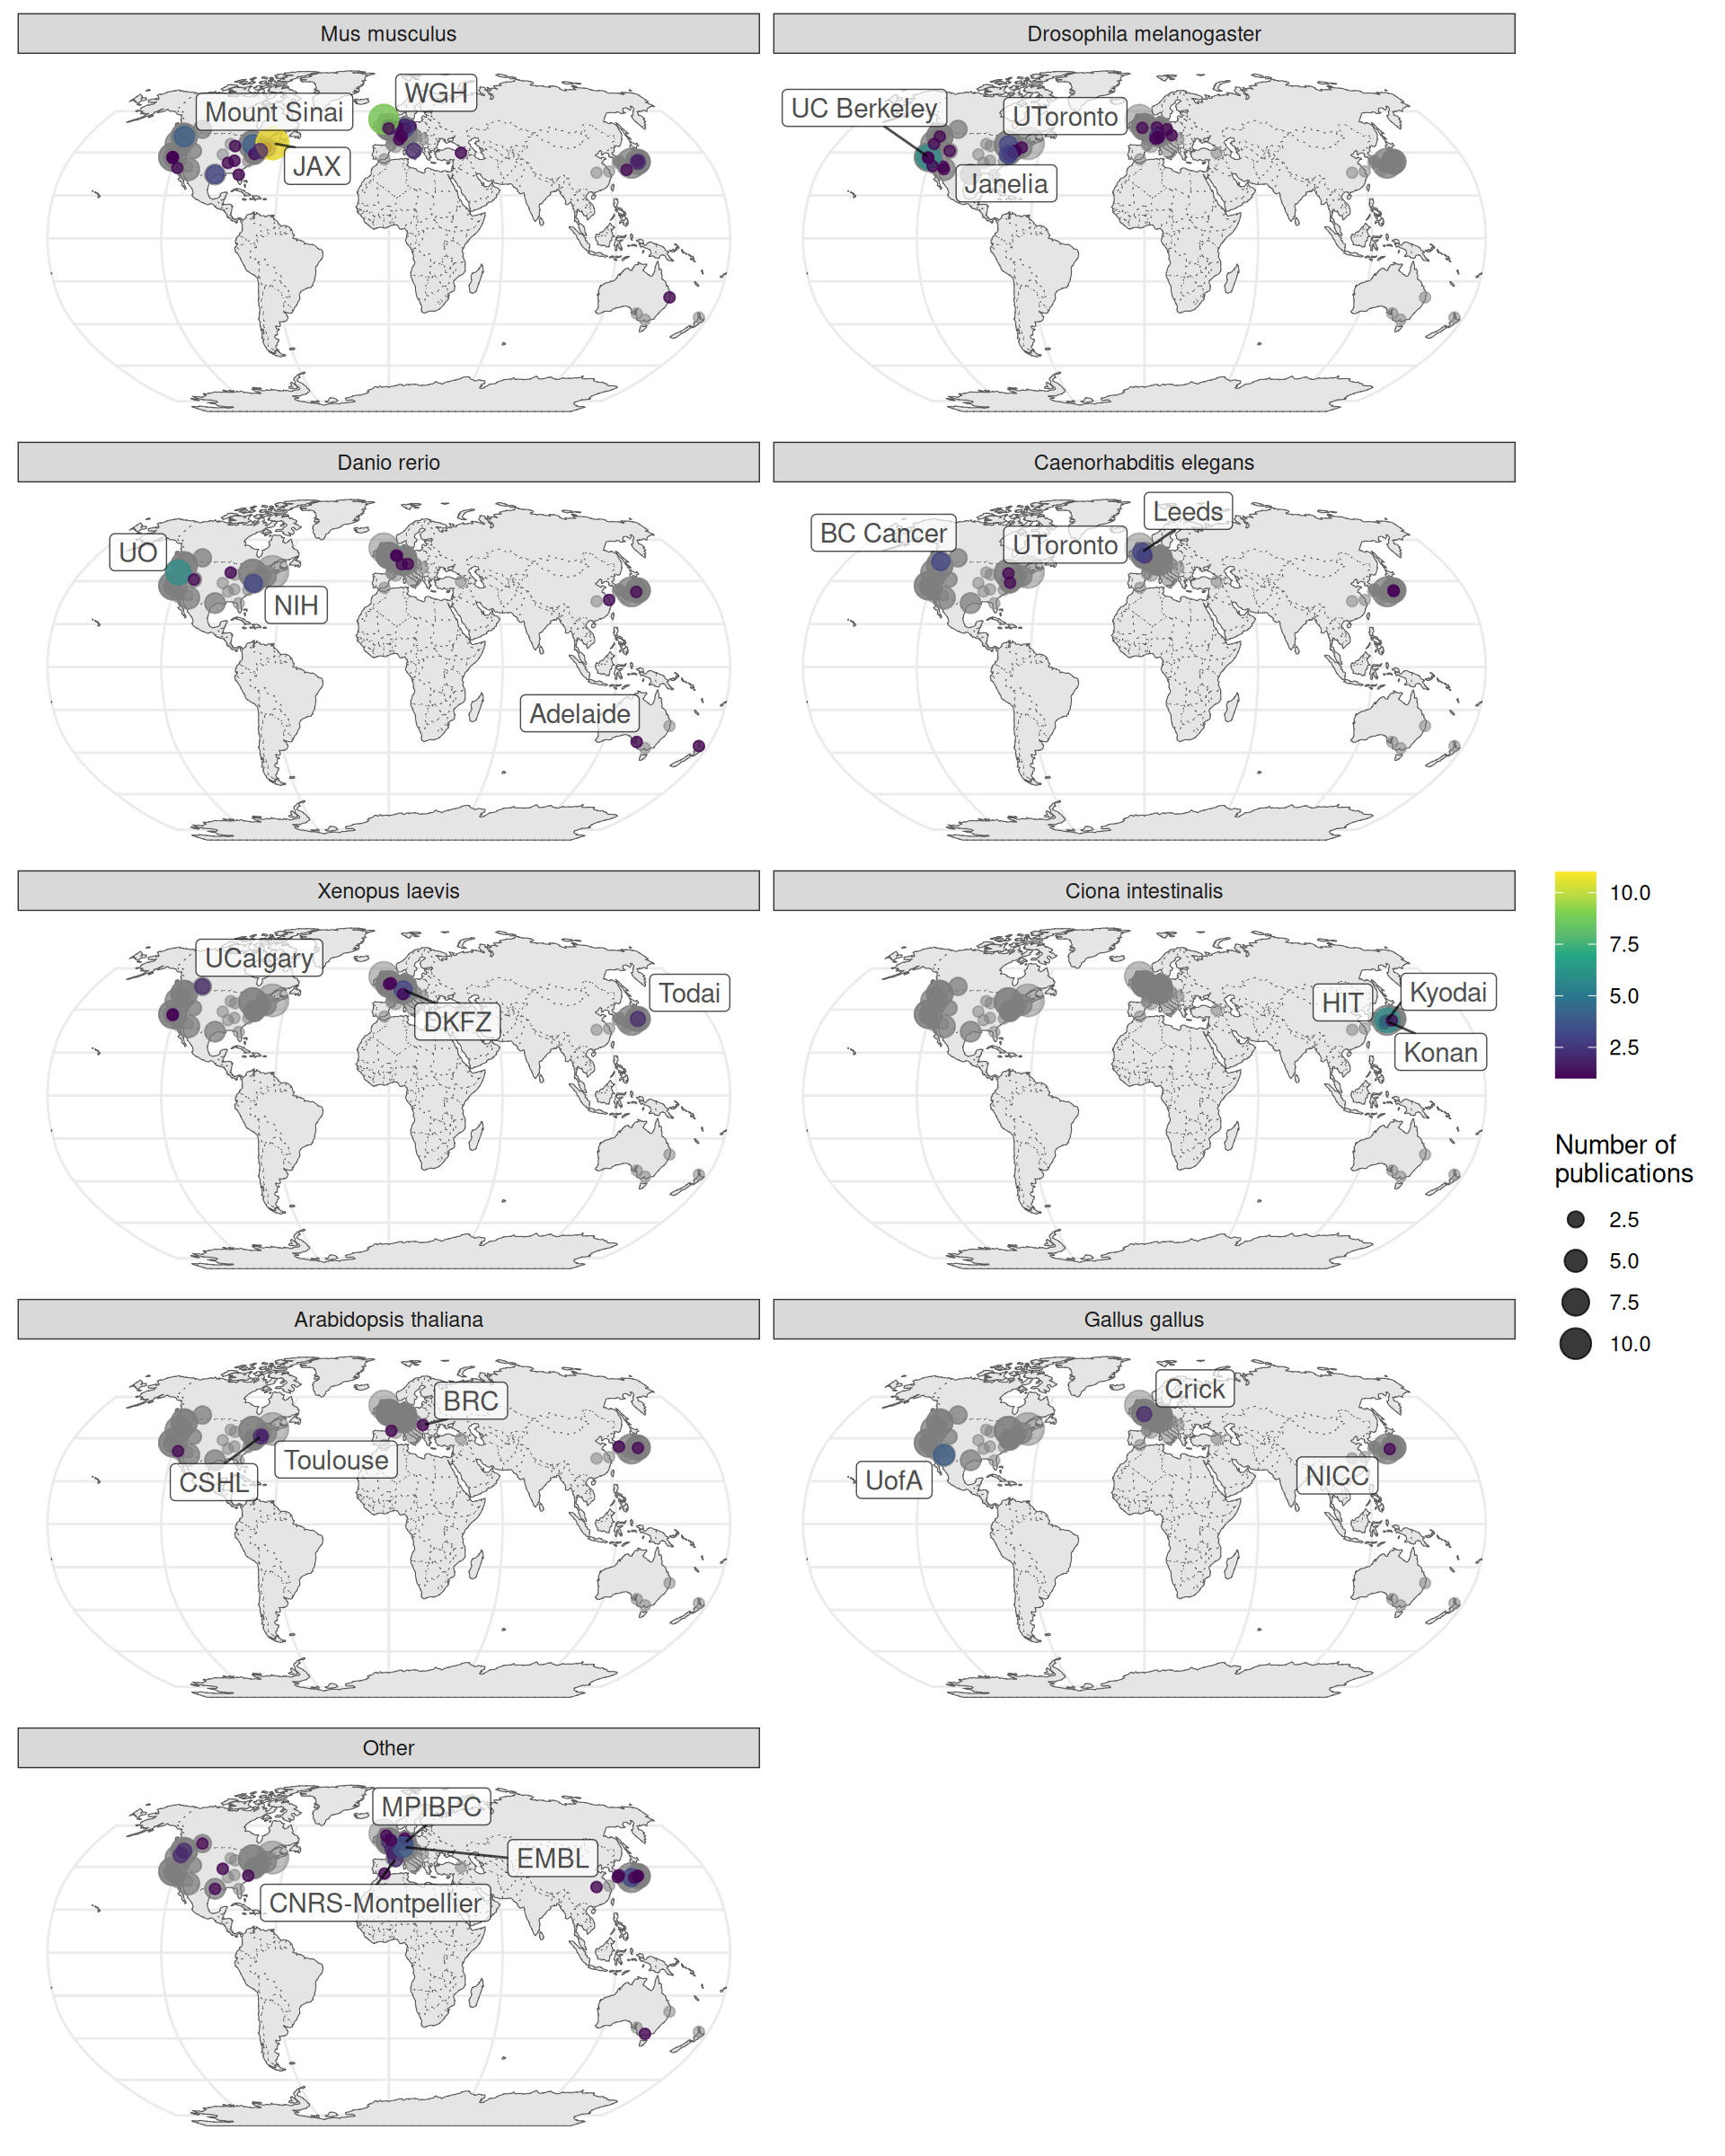 Mus musculus
Drosophila melanogaster
WGH
Mount Sinai
JAX
UC Berkeley
UToronto
Janelia
Danio rerio
Caenorhabditis elegans
UO
NIH
Adelaide
Leeds
BC Cancer
UToronto
Xenopus laevis
Ciona intestinalis
UCalgary
Todai
DKFZ
Kyodai
HIT
Konan
10.0
7.5
5.0
2.5
Number of
publications
2.5
5.0
7.5
10.0
Arabidopsis thaliana
Gallus gallus
BRC
Toulouse
CSHL
Crick
UofA
NICC
Other
MPIBPC
EMBL
CNRS-Montpellier